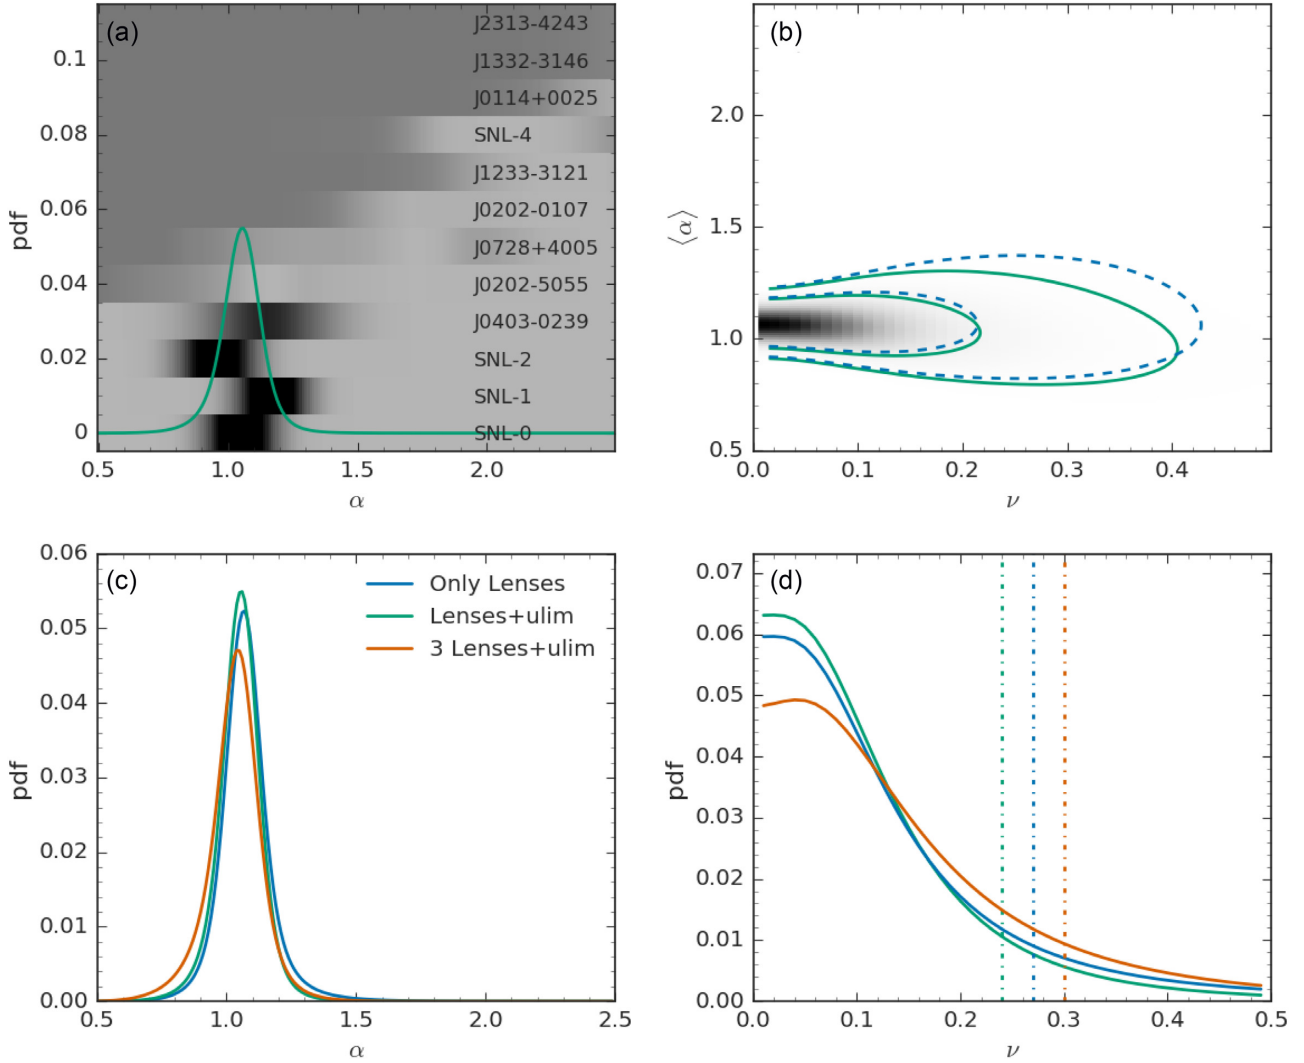 (a)
J2313-4243
J1332-3146
J0114+0025
SNL-4
J1233-3121
J0202-0107
J0728+4005
J0202-5055
J0403-0239
SNL-2
SNL-1
SNL-0
0.1
0.08
0.06
0.04
0.02
0
pdf
0.5 1.0 1.5 2.0
α
(b)
2.0
1.5
1.0
0.5
⟨α⟩
0.0 0.1 0.2 0.3 0.4
ν
(c)
Only Lenses
Lenses+ulim
3 Lenses+ulim
0.06
0.05
0.04
0.03
0.02
0.01
0.00
pdf
0.5 1.0 1.5 2.0 2.5
α
(d)
0.07
0.06
0.05
0.04
0.03
0.02
0.01
0.00
pdf
0.0 0.1 0.2 0.3 0.4 0.5
ν